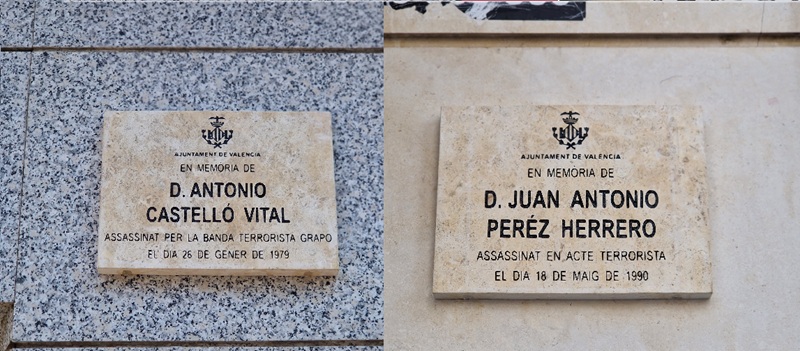 AJUNTAMENT DE VALENCIA
EN MEMORIA DE
D. ANTONIO
CASTELLÓ VITAL
ASSASSINAT PER LA BANDA TERRORISTA GRAPO
EL DIA 26 DE GENER DE 1979
AJUNTAMENT DE VALENCIA
EN MEMORIA DE
D. JUAN ANTONIO
PERÉZ HERRERO
ASSASSINAT EN ACTE TERRORISTA
EL DIA 18 DE MAIG DE 1990